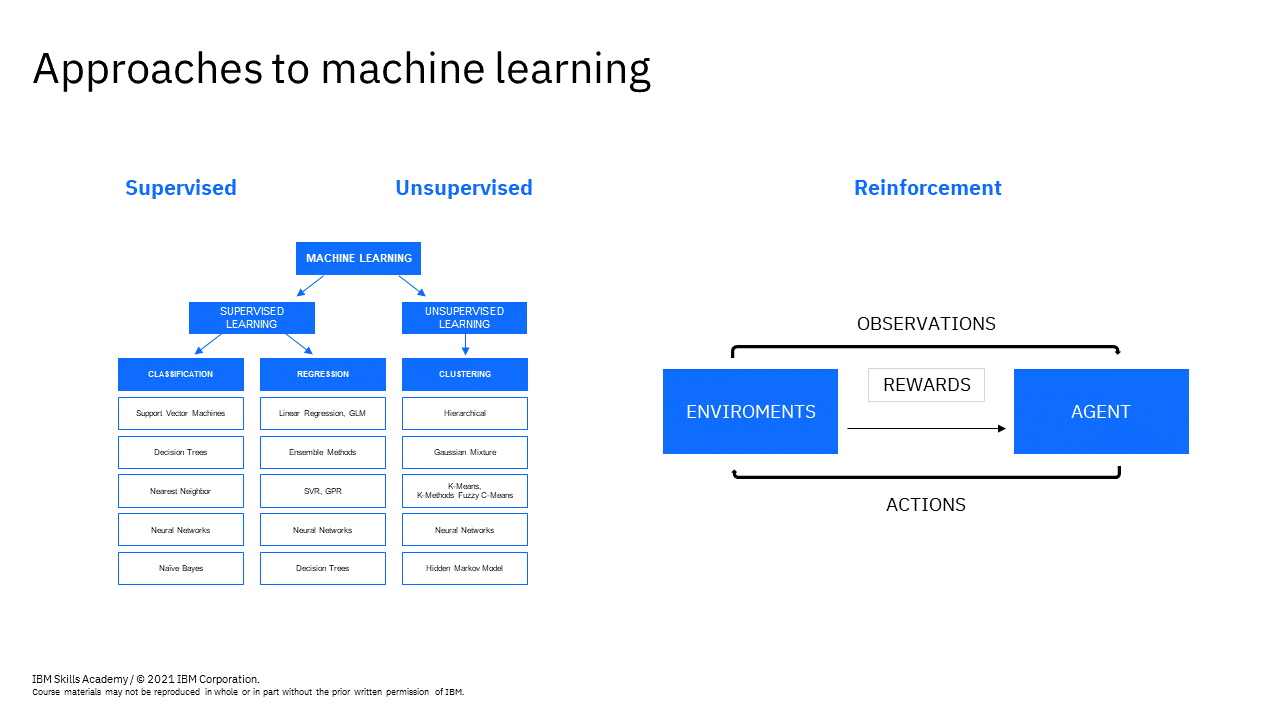 Approaches to machine learning
Supervised
Unsupervised
Reinforcement
MACHINE LEARNING
SUPERVISED
LEARNING
UNSUPERVISED
LEARNING
CLASSIFICATION
REGRESSION
CLUSTERING
Support Vector Machines
Linear Regression, GLM
Hierarchical
Decision Trees
Ensemble Methods
Gaussian Mixture
Nearest Neighbor
SVR, GPR
K-Means,
K-Methods Fuzzy C-Means
Neural Networks
Neural Networks
Neural Networks
Naïve Bayes
Decision Trees
Hidden Markov Model
OBSERVATIONS
ENVIROMENTS
REWARDS
AGENT
ACTIONS
IBM Skills Academy / © 2021 IBM Corporation.
Course materials may not be reproduced in whole or in part without the prior written permission of IBM.